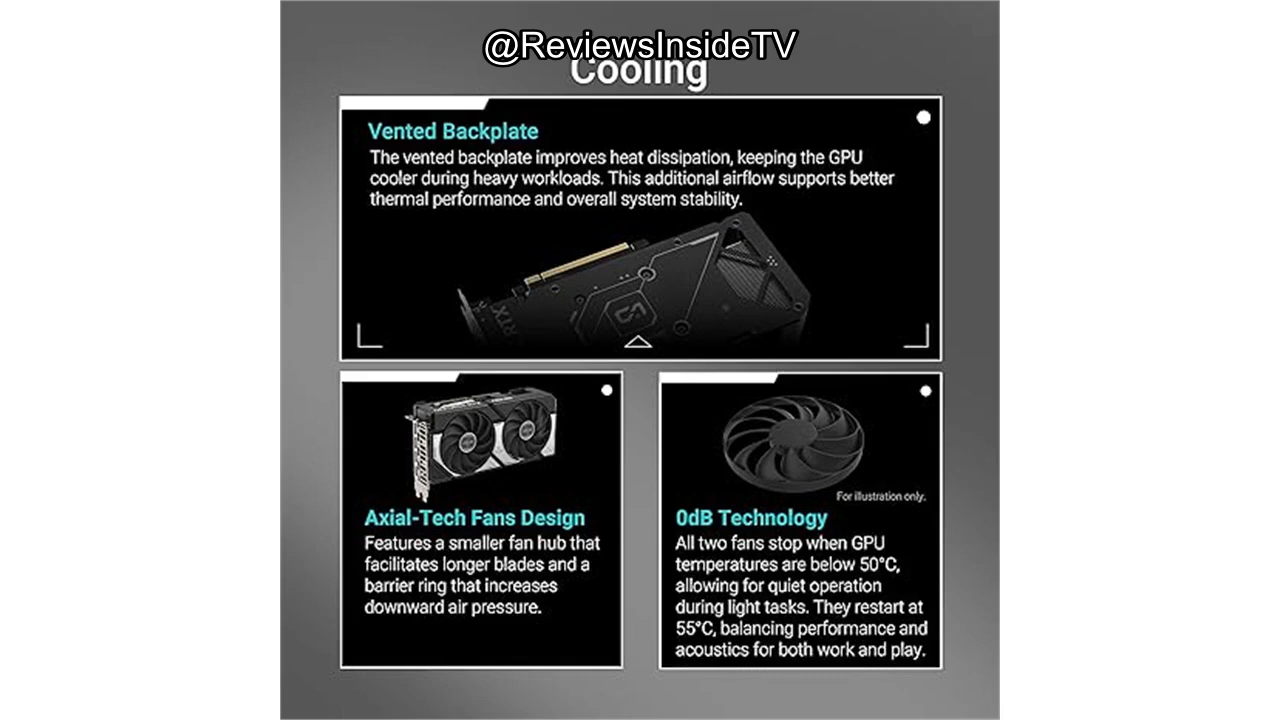 @ReviewsInsideTV
Cooling
Vented Backplate
The vented backplate improves heat dissipation, keeping the GPU
cooler during heavy workloads. This additional airflow supports better
thermal performance and overall system stability.
RTX
For illustration only.
Axial-Tech Fans Design
Features a smaller fan hub that
facilitates longer blades and a
barrier ring that increases
downward air pressure.
0dB Technology
All two fans stop when GPU
temperatures are below 50°C,
allowing for quiet operation
during light tasks. They restart at
55°C, balancing performance and
acoustics for both work and play.